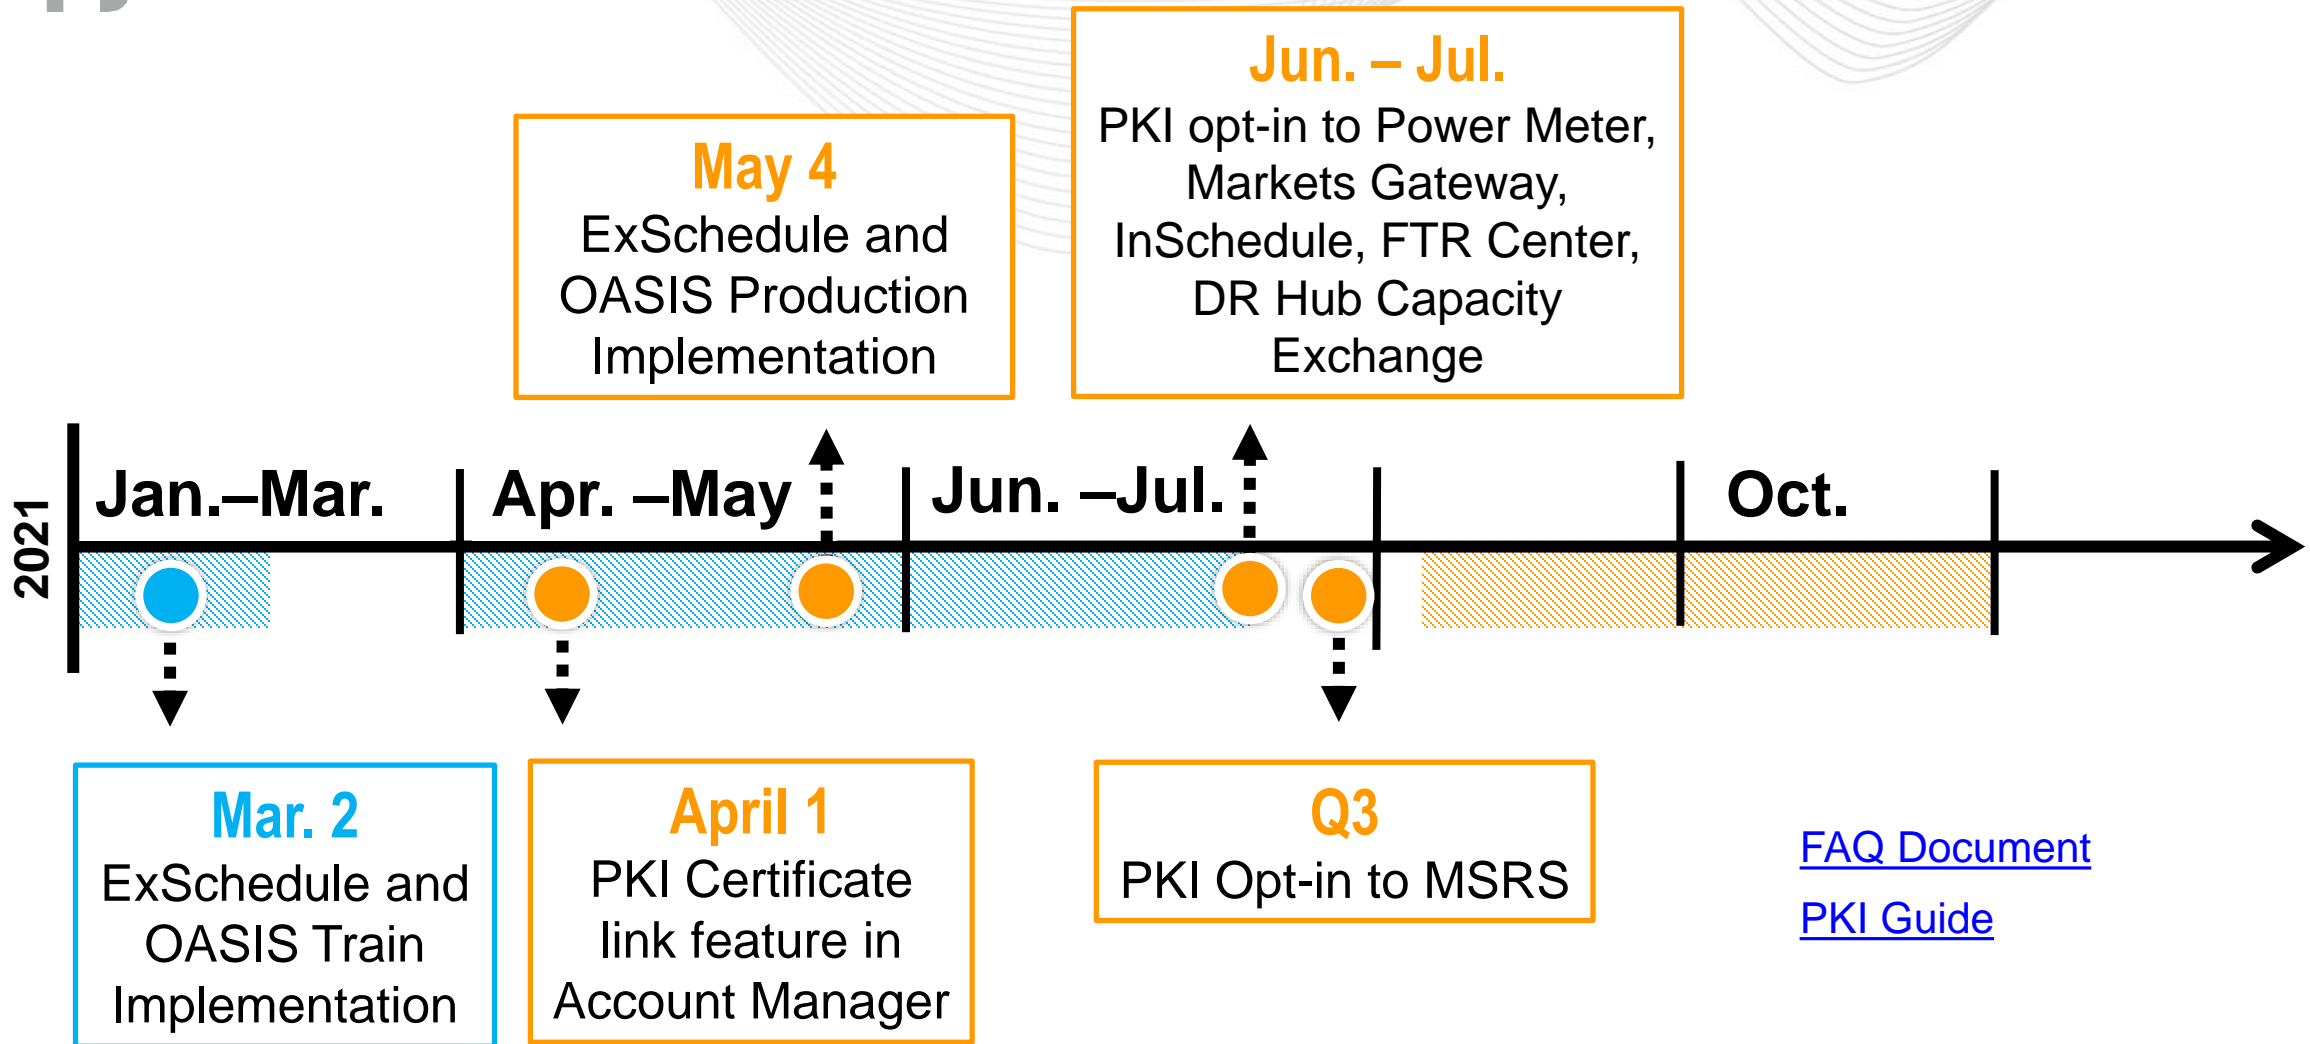 Jun. – Jul.
PKI opt-in to Power Meter,
Markets Gateway,
InSchedule, FTR Center,
DR Hub Capacity
Exchange
May 4
ExSchedule and
OASIS Production
Implementation
2021
Jan.–Mar.
Apr. –May
Jun. –Jul.
Oct.
Mar. 2
ExSchedule and
OASIS Train
Implementation
April 1
PKI Certificate
link feature in
Account Manager
Q3
PKI Opt-in to MSRS
FAQ Document
PKI Guide